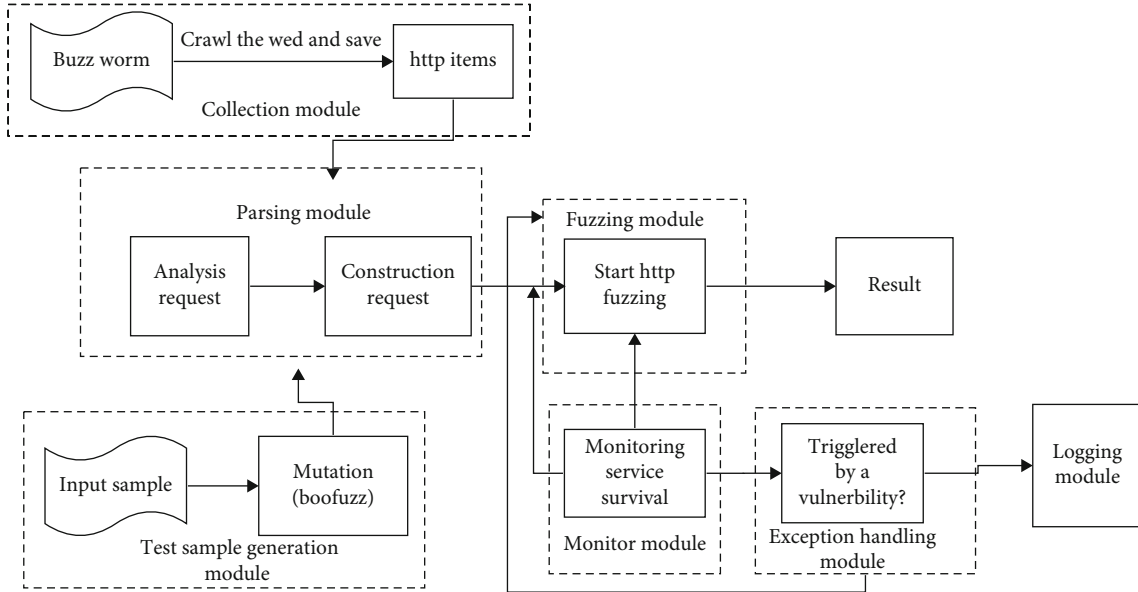 Buzz worm
Crawl the wed and save
http items
Collection module
Parsing module
Analysis
request
Construction
request
Fuzzing module
Start http
fuzzing
Result
Input sample
Mutation
(boofuzz)
Test sample generation
module
Monitoring
service
survival
Monitor module
Trigglered
by a
vulnerbility?
Exception handling
module
Logging
module